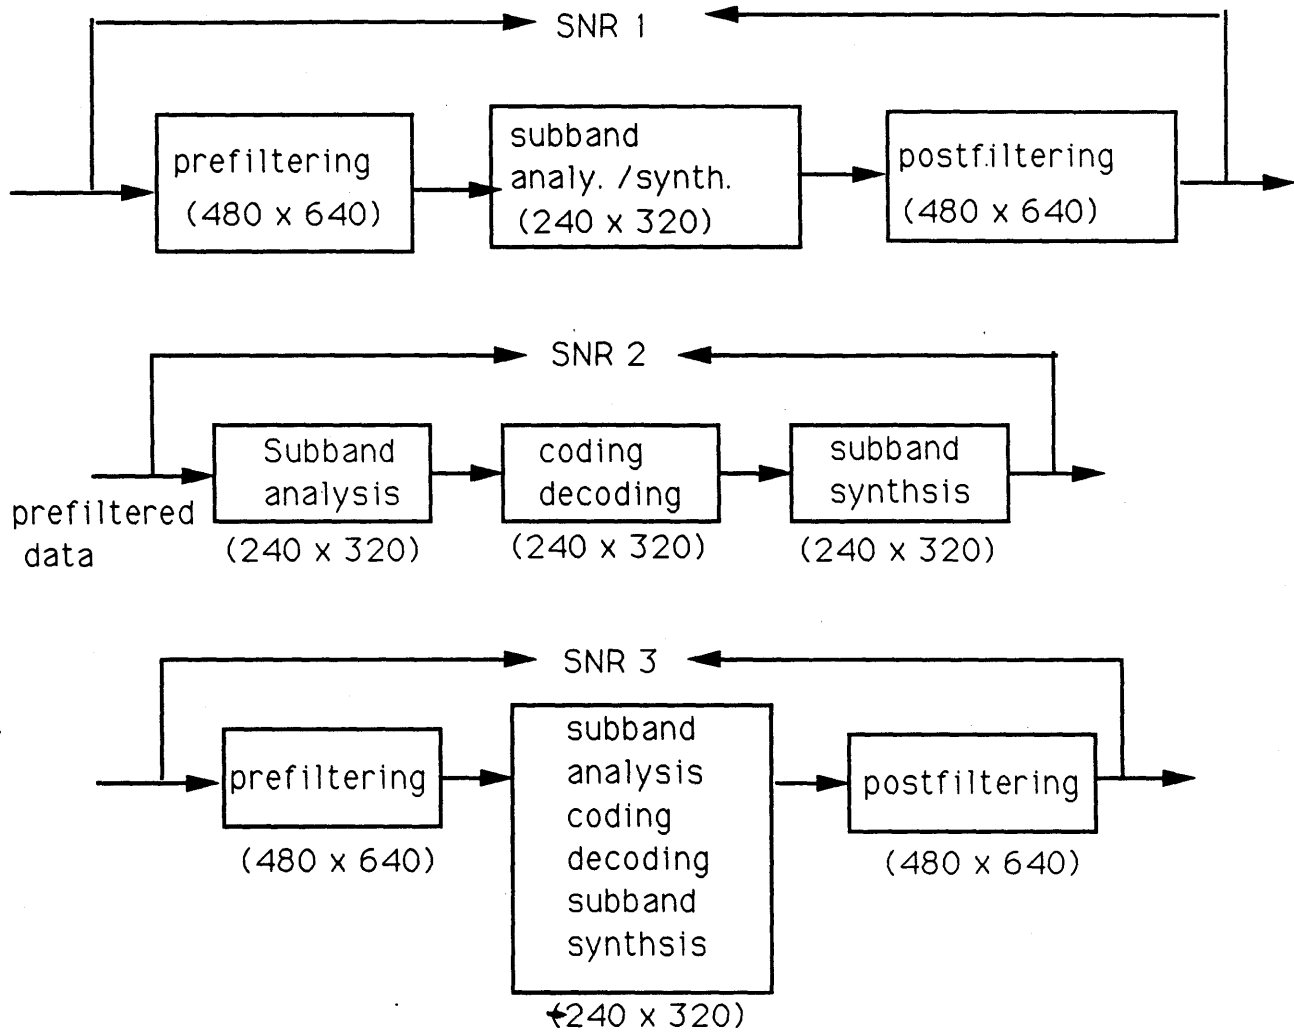 SNR 1
prefiltering
(480 x 640)
subband
analy. /synth.
(240 x 320)
postf.iltering
(480 x 640)
SNR 2
prefiltered
data
Subband
analysis
(240 x 320)
coding
decoding
(240 x 320)
subband
synthsis
(240 x 320)
SNR 3
prefiltering
(480 x 640)
subband
analysis
coding
decoding
subband
synthsis
(240 x 320)
postfiltering
(480 x 640)